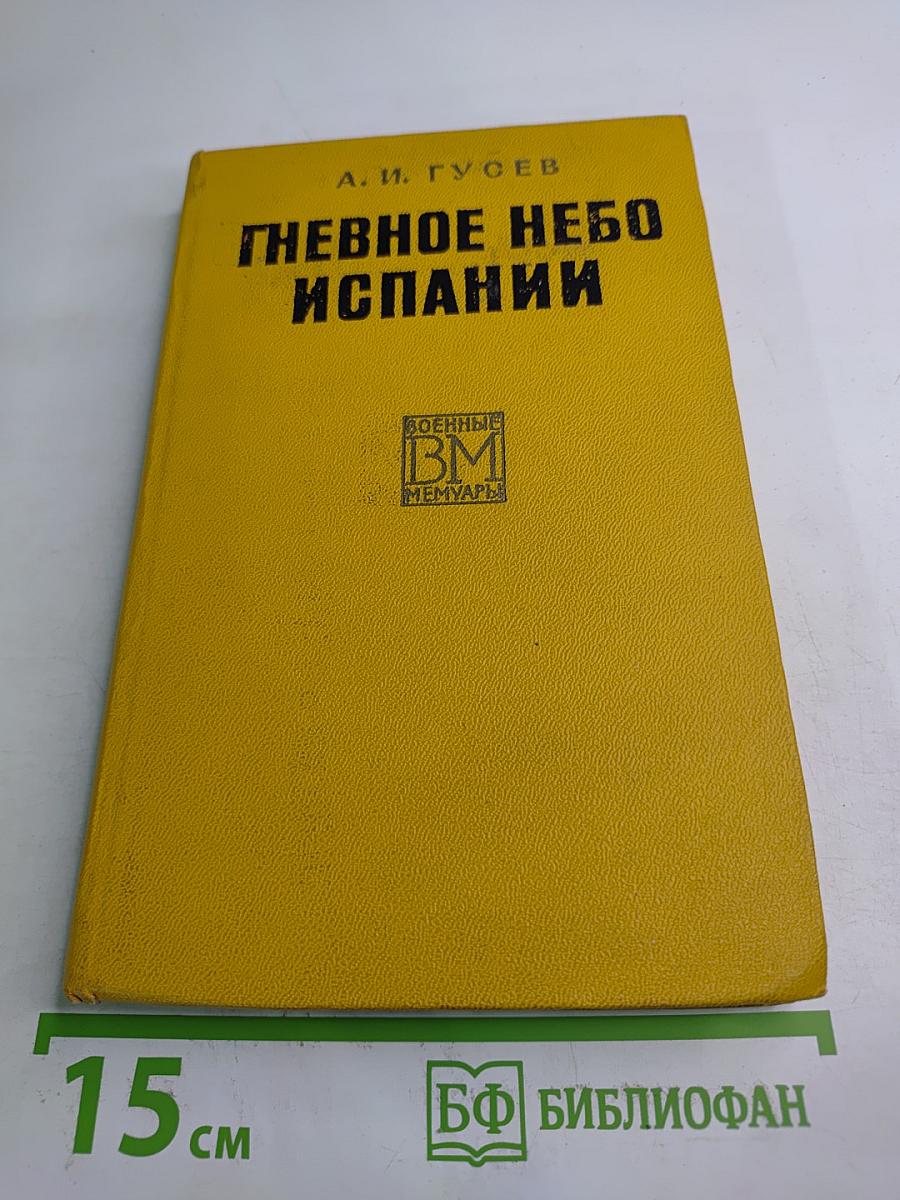 А. И. ГУСЕВ
ГНЕВНОЕ НЕБО
ИСПАНИИ
ВОЕННЫЕ
ВМ
МЕМУАРЫ
15 см
БФ БИБЛИОФАН